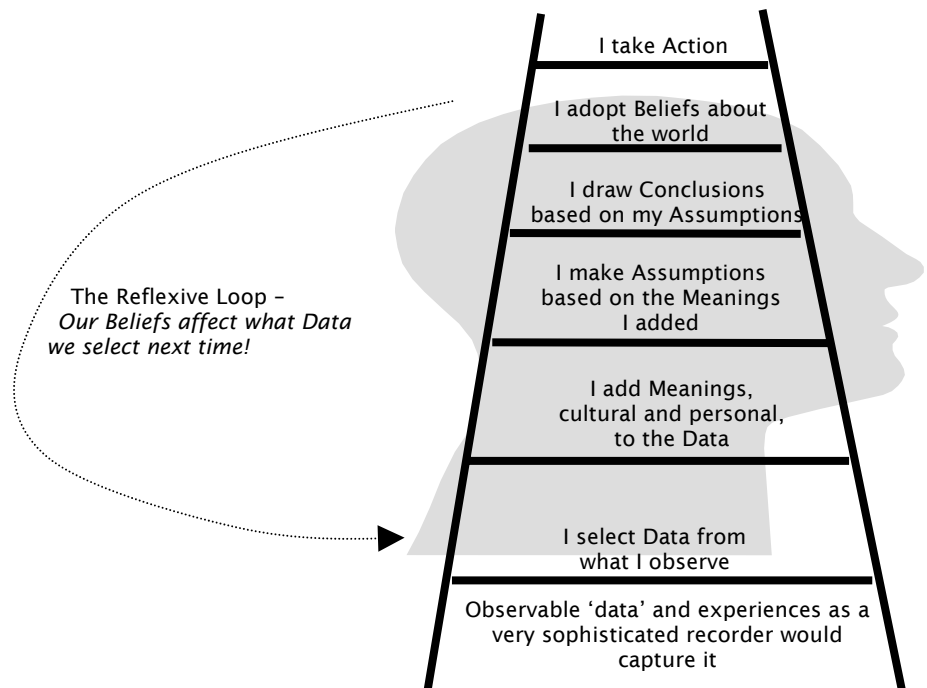 I take Action
I adopt Beliefs about
the world
I draw Conclusions
based on my Assumptions
I make Assumptions
based on the Meanings
I added
The Reflexive Loop –
Our Beliefs affect what Data
we select next time!
I add Meanings,
cultural and personal,
to the Data
I select Data from
what I observe
Observable ‘data’ and experiences as a
very sophisticated recorder would
capture it